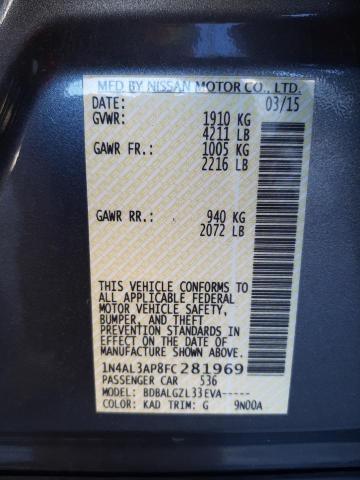 MFD BY NISSAN MOTOR CO., LTD.
DATE: 03/15
GVWR: 1910 KG
4211 LB
GAWR FR.: 1005 KG
2216 LB
GAWR RR.: 940 KG
2072 LB
THIS VEHICLE CONFORMS TO
ALL APPLICABLE FEDERAL
MOTOR VEHICLE SAFETY,
BUMPER, AND THEFT
PREVENTION STANDARDS IN
EFFECT ON THE DATE OF
MANUFACTURE SHOWN ABOVE.
1N4AL3AP8FC281969
PASSENGER CAR 536
MODEL: BDBALGZL33EVA-----
COLOR: KAD TRIM: G 9N00A